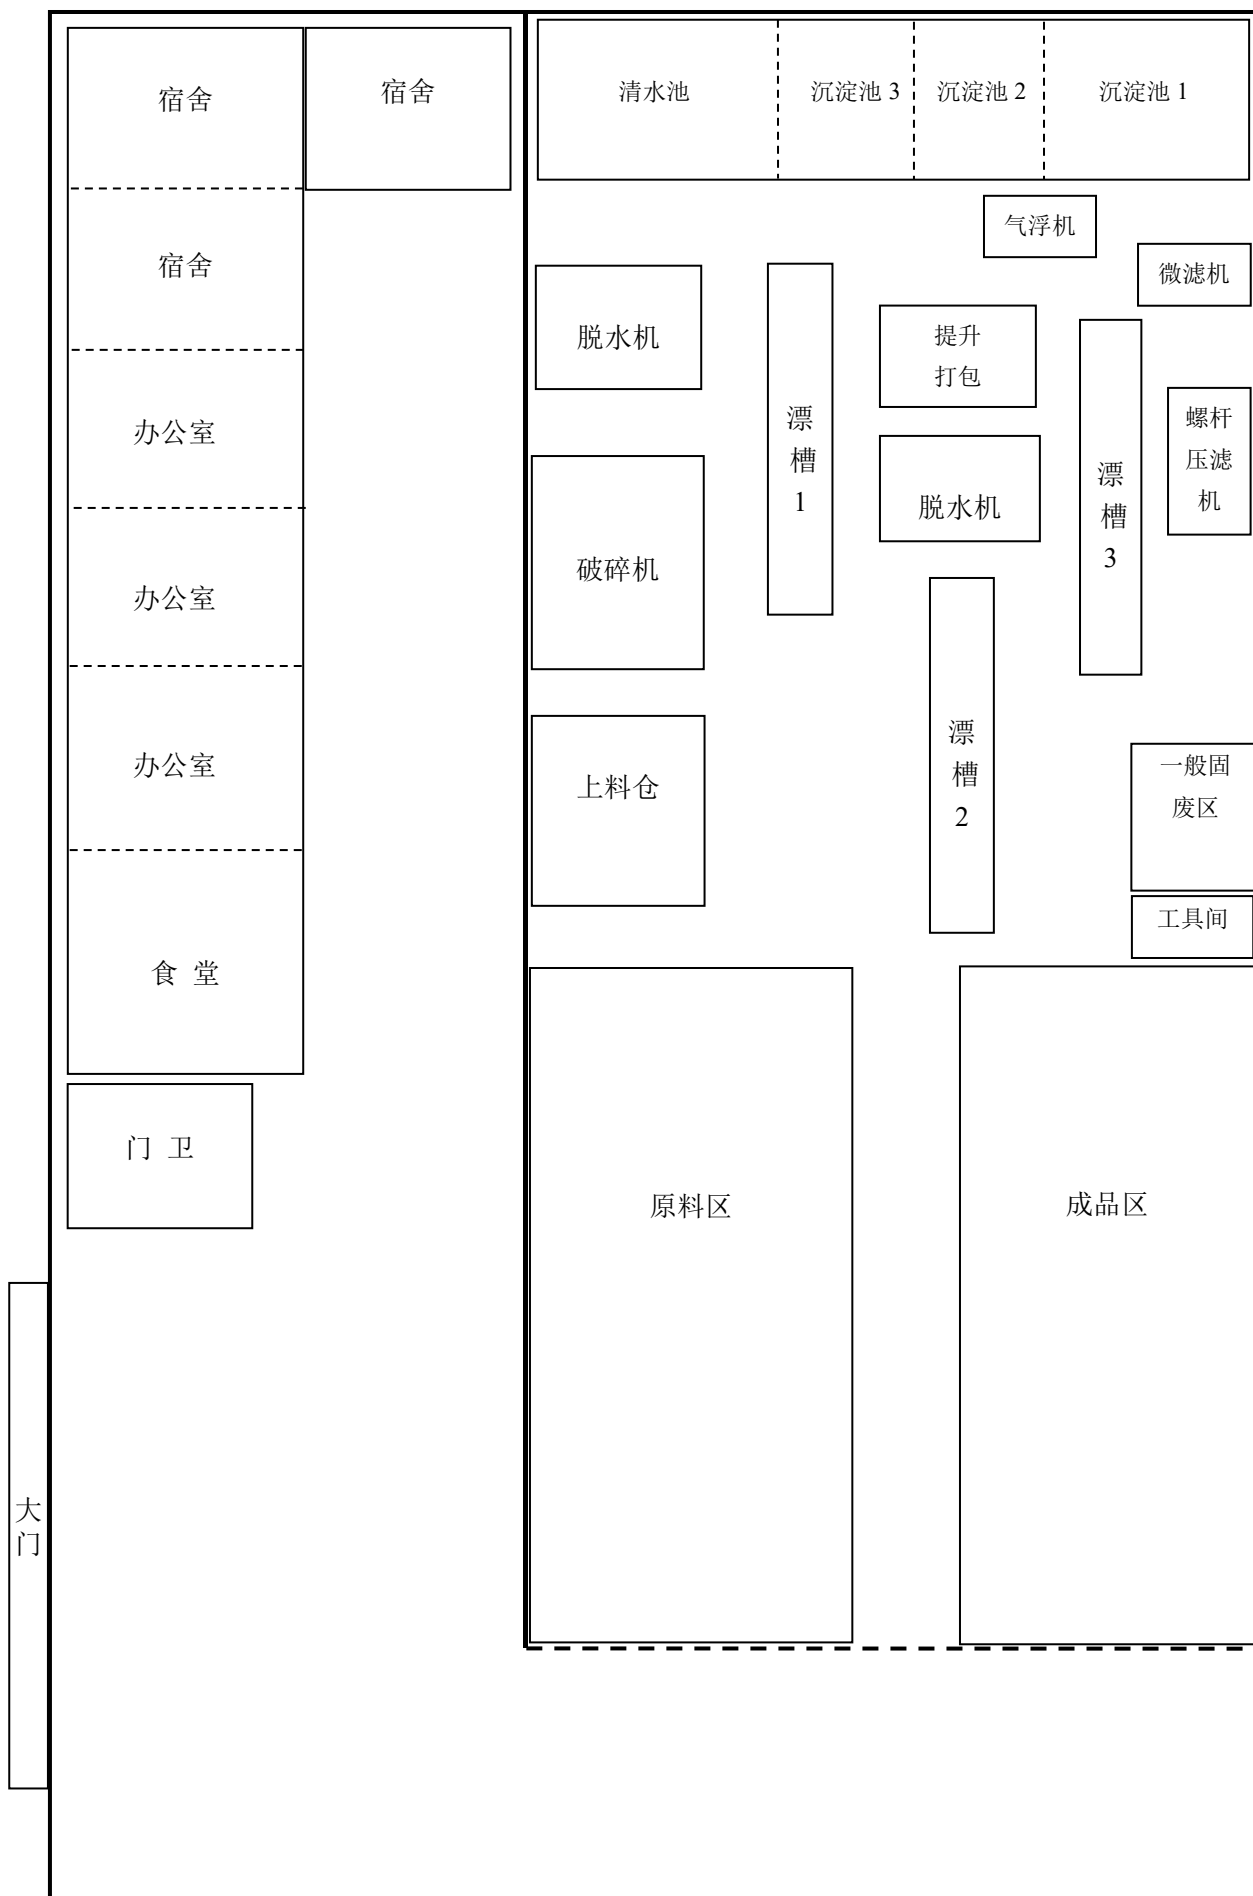 宿舍
宿舍
清水池
沉淀池 3
沉淀池 2
沉淀池 1
气浮机
宿舍
微滤机
脱水机
提升
打包
漂
槽
1
办公室
螺杆
压滤
机
漂
槽
3
脱水机
破碎机
办公室
漂
槽
2
办公室
上料仓
一般固
废区
工具间
食 堂
门 卫
原料区
成品区
大
门